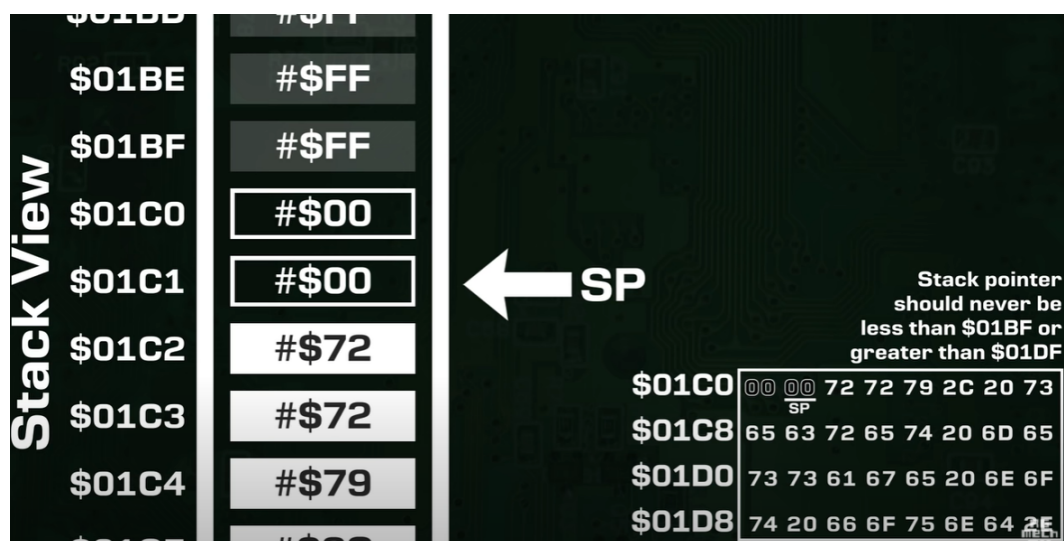 Stack View
$01BD #$FF
$01BE #$FF
$01BF #$FF
$01C0 #$00
$01C1 #$00
SP
$01C2 #$72
$01C3 #$72
$01C4 #$79
Stack pointer
should never be
less than $01BF or
greater than $01DF
$01C0 00 00 72 72 79 2C 20 73
SP
$01C8 65 63 72 65 74 20 6D 65
$01D0 73 73 61 67 65 20 6E 6F
$01D8 74 20 66 6F 75 6E 64 2E